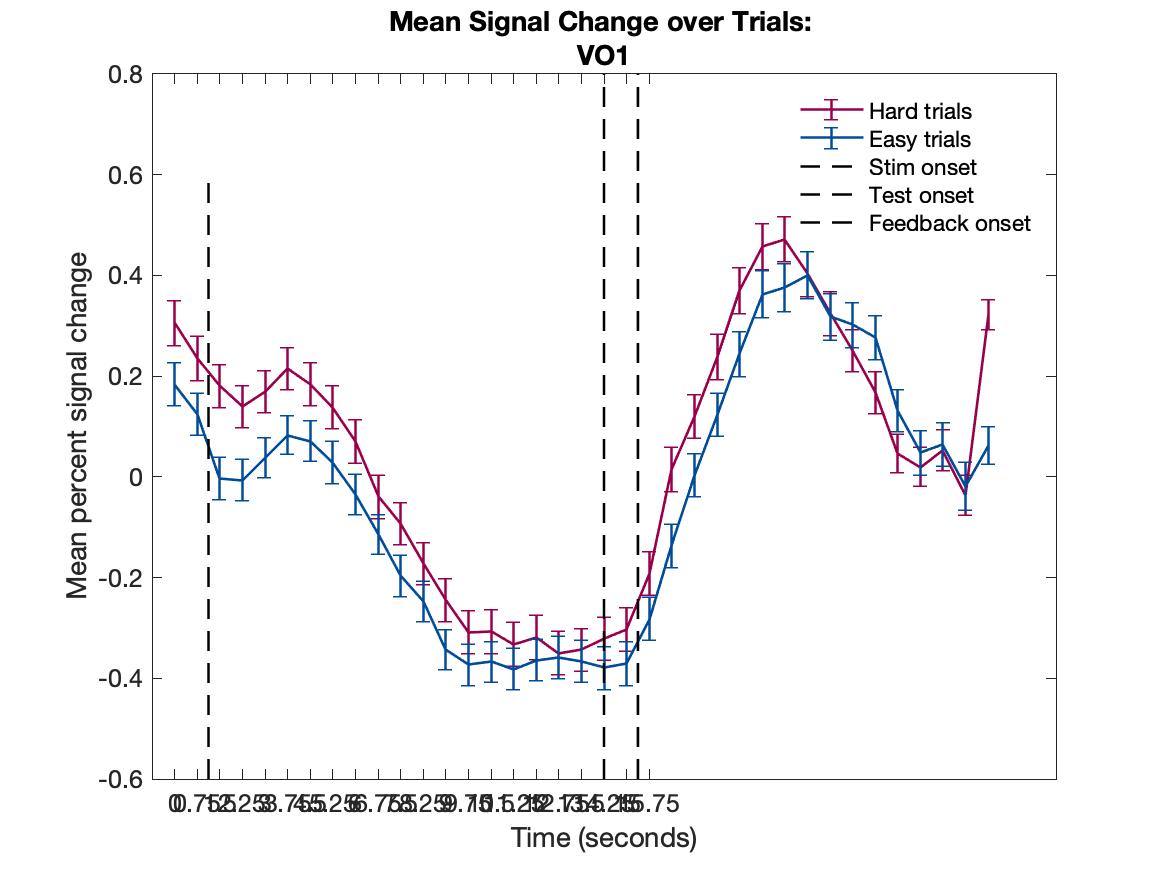 Mean Signal Change over Trials:
VO1
Mean percent signal change
0.8
0.6
0.4
0.2
0
-0.2
-0.4
-0.6
Hard trials
Easy trials
Stim onset
Test onset
Feedback onset
15.75
Time (seconds)